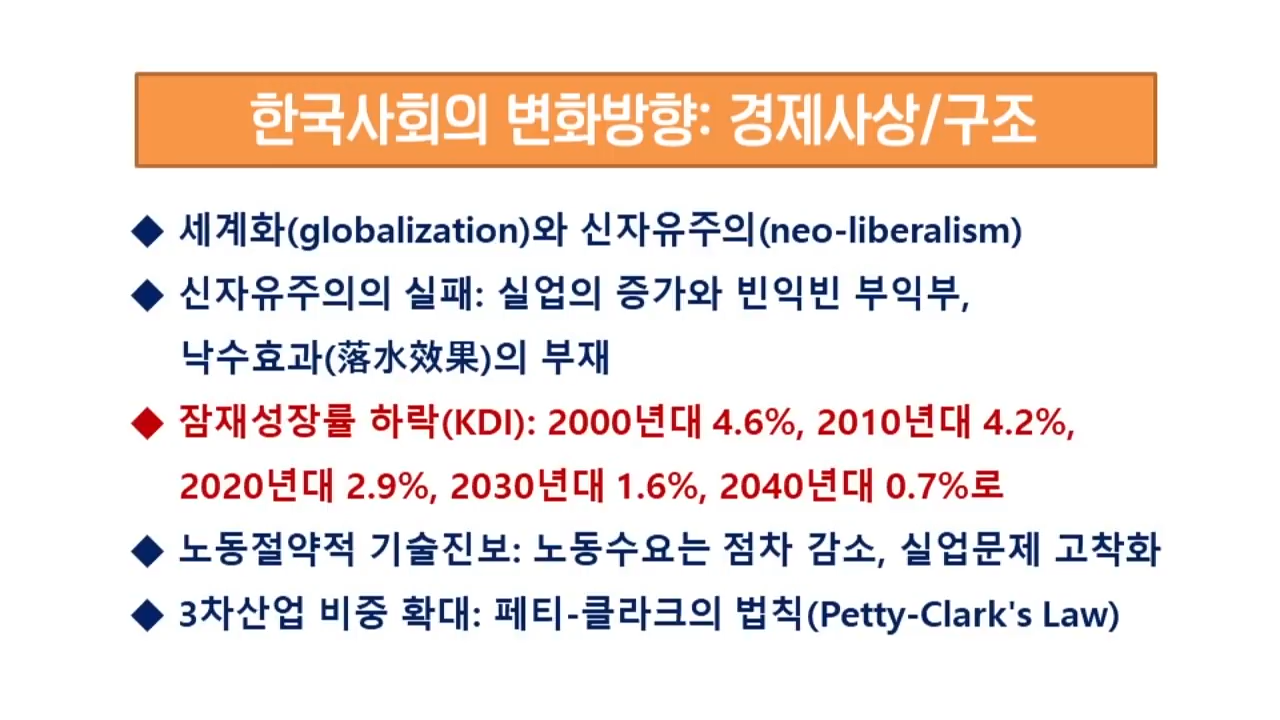 한국사회의 변화방향: 경제사상/구조
◆ 세계화(globalization)와 신자유주의(neo-liberalism)
◆ 신자유주의의 실패: 실업의 증가와 빈익빈 부익부,
낙수효과(落水效果)의 부재
◆ 잠재성장률 하락(KDI): 2000년대 4.6%, 2010년대 4.2%,
2020년대 2.9%, 2030년대 1.6%, 2040년대 0.7%로
◆ 노동절약적 기술진보: 노동수요는 점차 감소, 실업문제 고착화
◆ 3차산업 비중 확대: 페티-클라크의 법칙(Petty-Clark's Law)